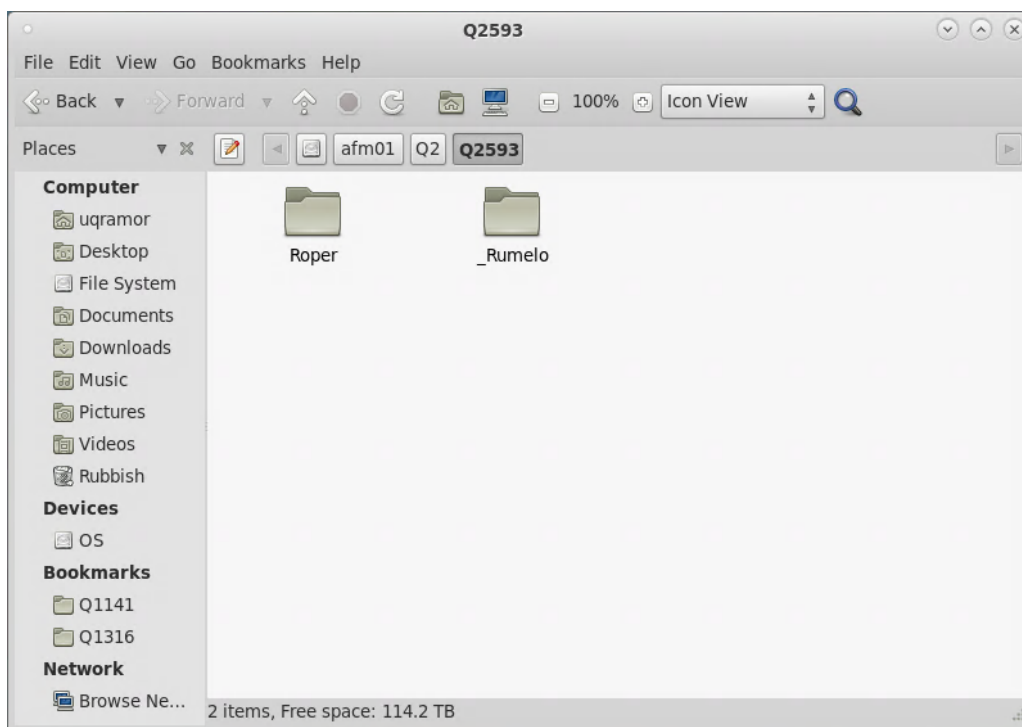 Q2593
File Edit View Go Bookmarks Help
Back Forward 100% Icon View
Places afm01 Q2 Q2593
Computer
uqramor
Desktop
File System
Documents
Downloads
Music
Pictures
Videos
Rubbish
Devices
OS
Bookmarks
Q1141
Q1316
Network
Browse Ne...
Roper _Rumelo
2 items, Free space: 114.2 TB